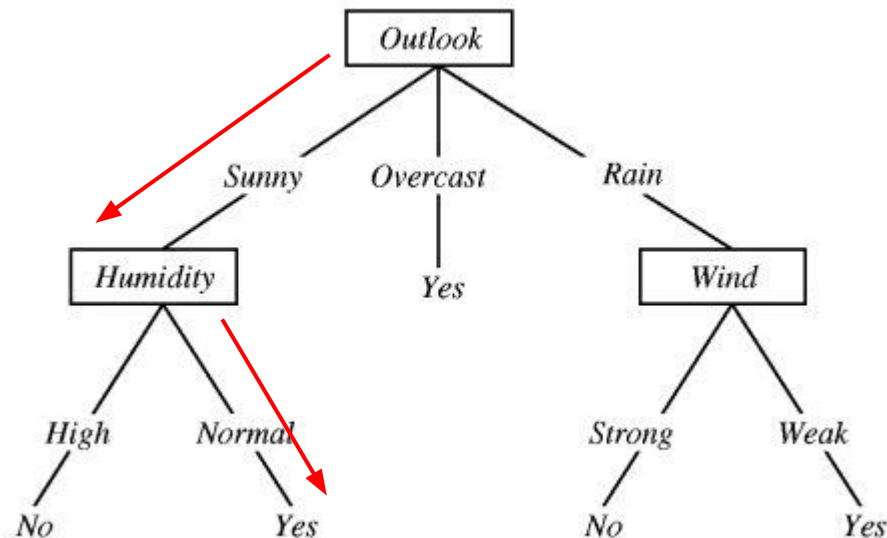 Outlook
Sunny Overcast Rain
Humidity Yes Wind
High Normal Strong Weak
No Yes No Yes